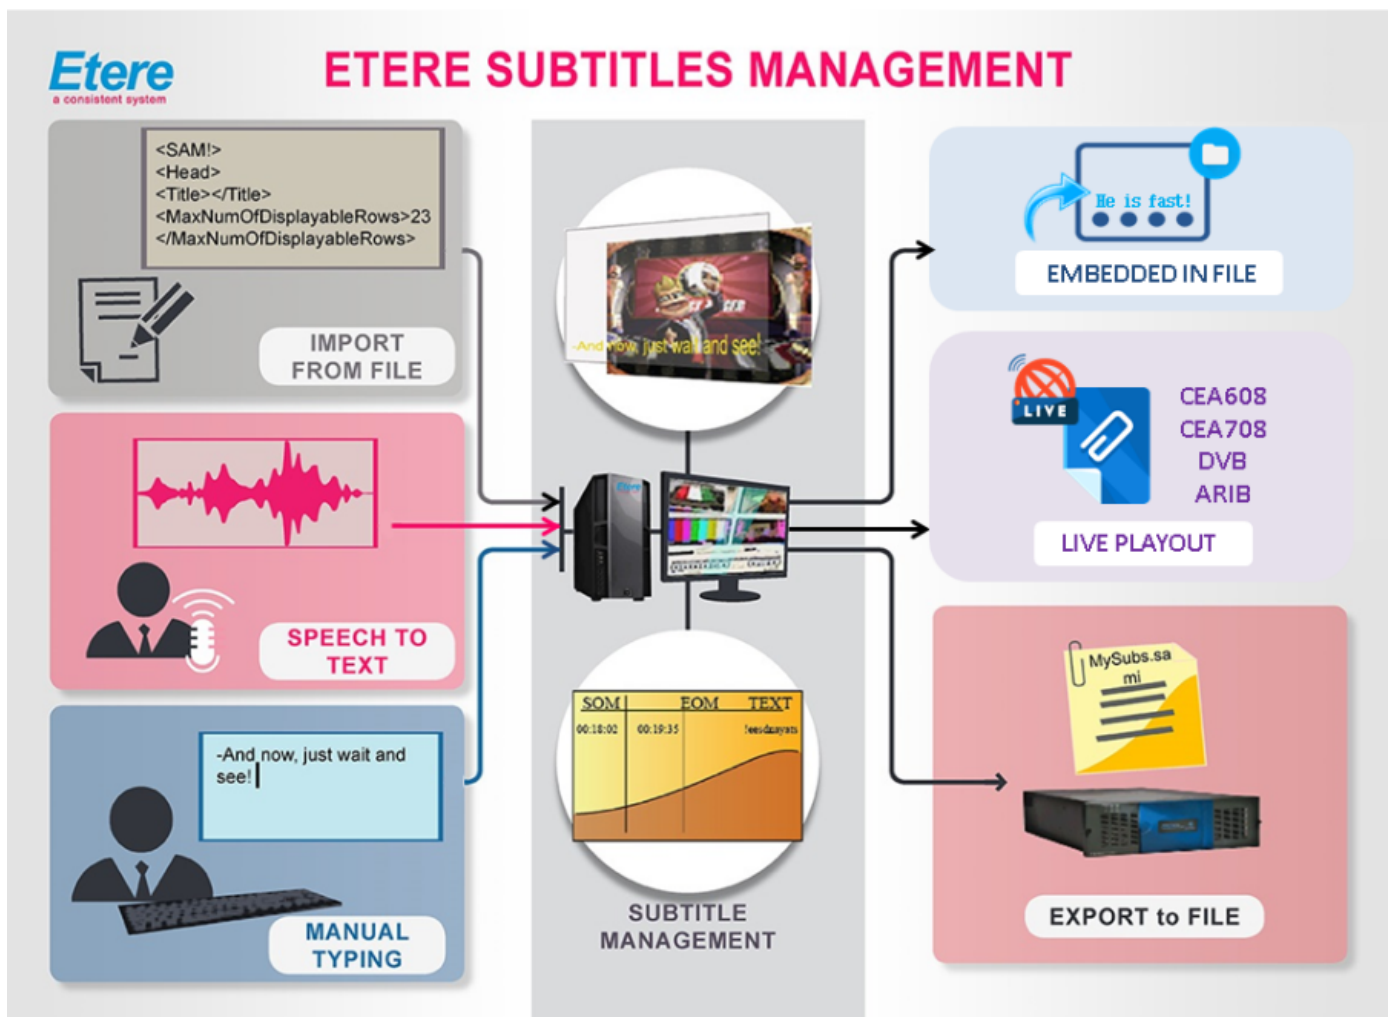 Etere
a consistent system
ETERE SUBTITLES MANAGEMENT
<SAM!>
<Head>
<Title></Title>
<MaxNumOfDisplayableRows>23
</MaxNumOfDisplayableRows>
IMPORT
FROM FILE
SPEECH TO
TEXT
-And now, just wait and
see!
MANUAL
TYPING
-And now, just wait and see!
Etere
SOM EOM TEXT
00:18:02 00:19:35
SUBTITLE
MANAGEMENT
He is fast!
EMBEDDED IN FILE
LIVE
CEA608
CEA708
DVB
ARIB
LIVE PLAYOUT
MySubs.sa
mi
EXPORT to FILE